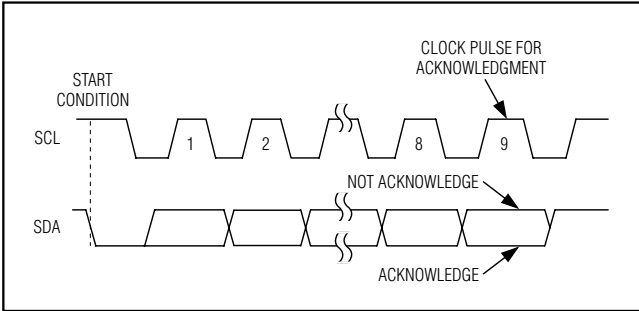 CLOCK PULSE FOR
ACKNOWLEDGMENT
START
CONDITION
SCL
1
2
8
9
NOT ACKNOWLEDGE
SDA
ACKNOWLEDGE